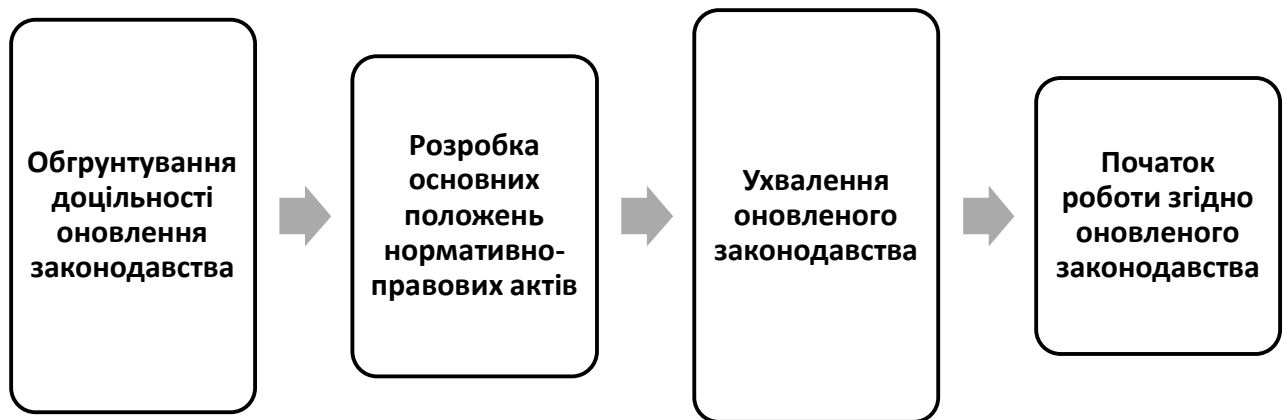 Обгрунтування
доцільності
оновлення
законодавства
Розробка
основних
положень
нормативно-
правових актів
Ухвалення
оновленого
законодавства
Початок
роботи згідно
оновленого
законодавства